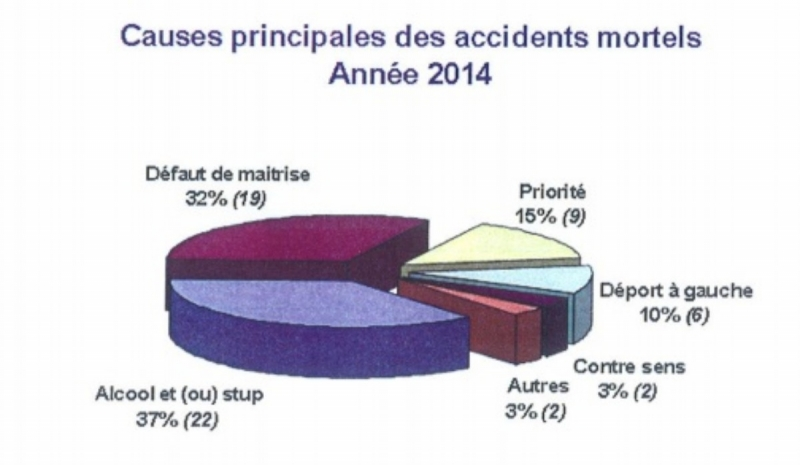 Causes principales des accidents mortels
Année 2014
Défaut de maitrise
32% (19)
Priorité
15% (9)
Déport à gauche
10% (6)
Contre sens
3% (2)
Autres
3% (2)
Alcool et (ou) stup
37% (22)